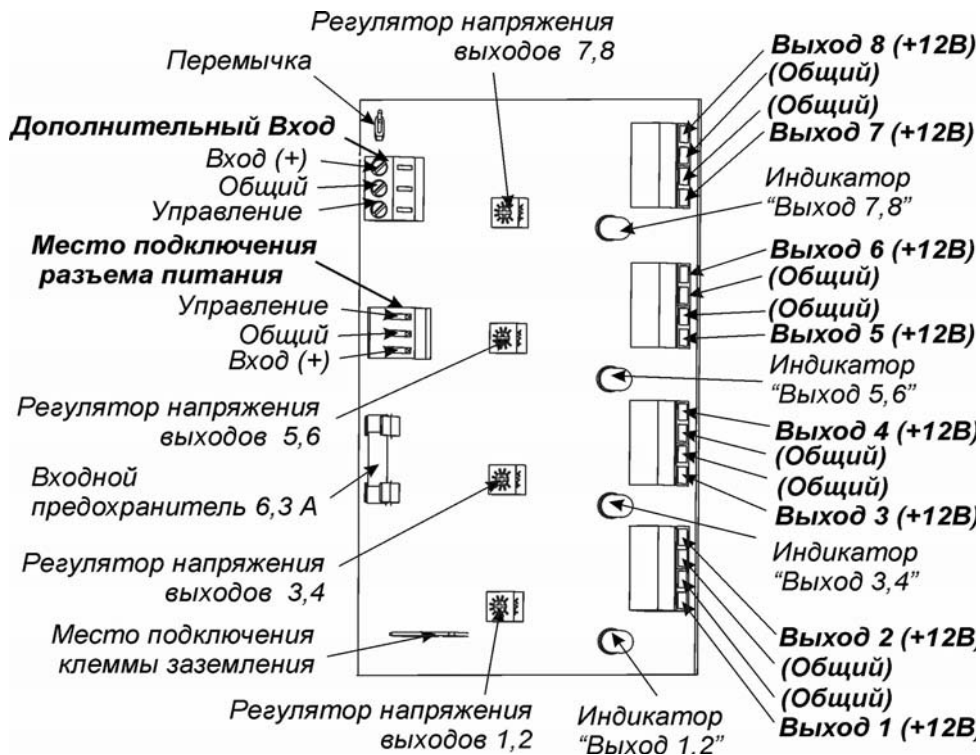 Регулятор напряжения
выходов 7,8
Перемычка
Дополнительный Вход
Вход (+)
Общий
Управление
Место подключения
разъема питания
Управление
Общий
Вход (+)
Регулятор напряжения
выходов 5,6
Входной
предохранитель 6,3 А
Регулятор напряжения
выходов 3,4
Место подключения
клеммы заземления
Регулятор напряжения
выходов 1,2
Выход 8 (+12В)
(Общий)
(Общий)
Выход 7 (+12В)
Индикатор
“Выход 7,8”
Выход 6 (+12В)
(Общий)
(Общий)
Выход 5 (+12В)
Индикатор
“Выход 5,6”
Выход 4 (+12В)
(Общий)
(Общий)
Выход 3 (+12В)
Индикатор
“Выход 3,4”
Выход 2 (+12В)
(Общий)
(Общий)
Выход 1 (+12В)
Индикатор
“Выход 1,2”